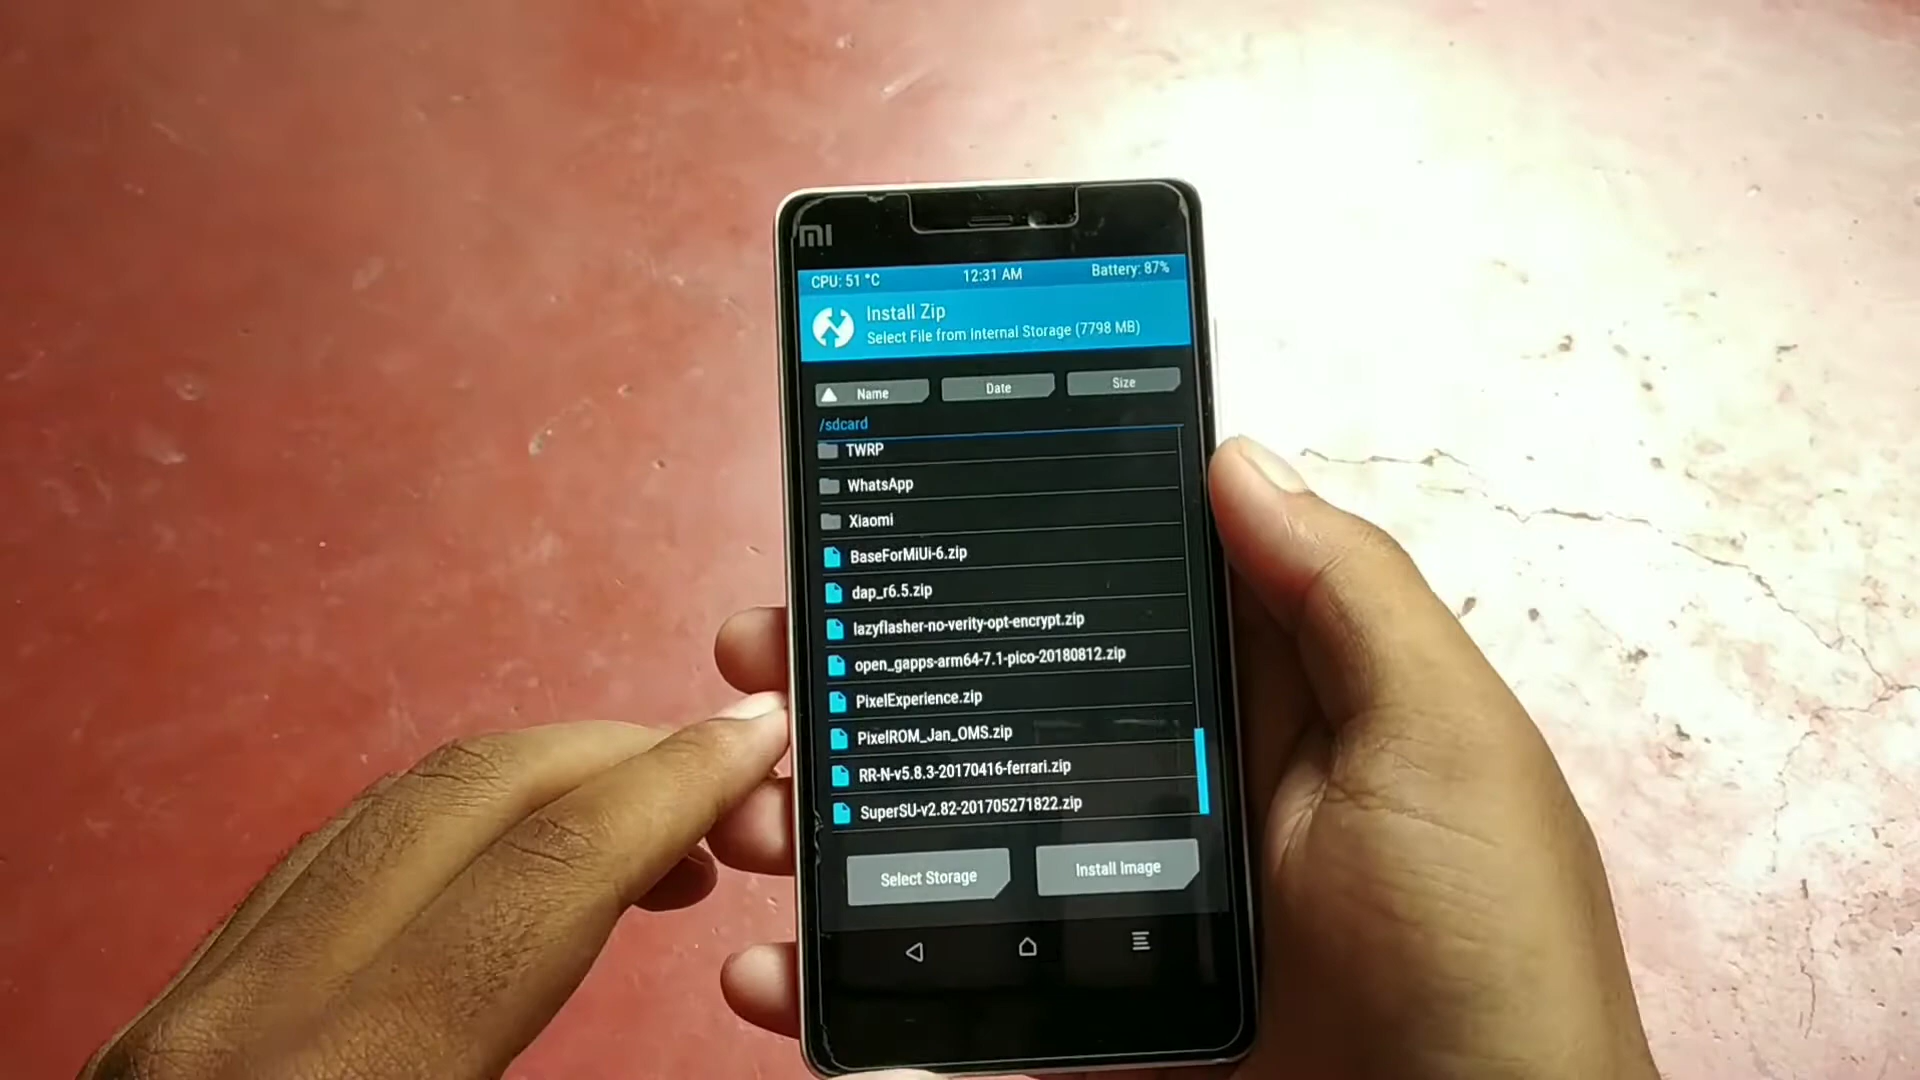 mi
CPU: 51 °C 12:31 AM Battery: 87%
Install Zip
Select File from Internal Storage (7798 MB)
Name Date Size
/sdcard
TWRP
WhatsApp
Xiaomi
BaseForMiUi-6.zip
dap_r6.5.zip
lazyflasher-no-verity-opt-encrypt.zip
open_gapps-arm64-7.1-pico-20180812.zip
PixelExperience.zip
PixelROM_Jan_OMS.zip
RR-N-v5.8.3-20170416-ferrari.zip
SuperSU-v2.82-201705271822.zip
Select Storage Install Image